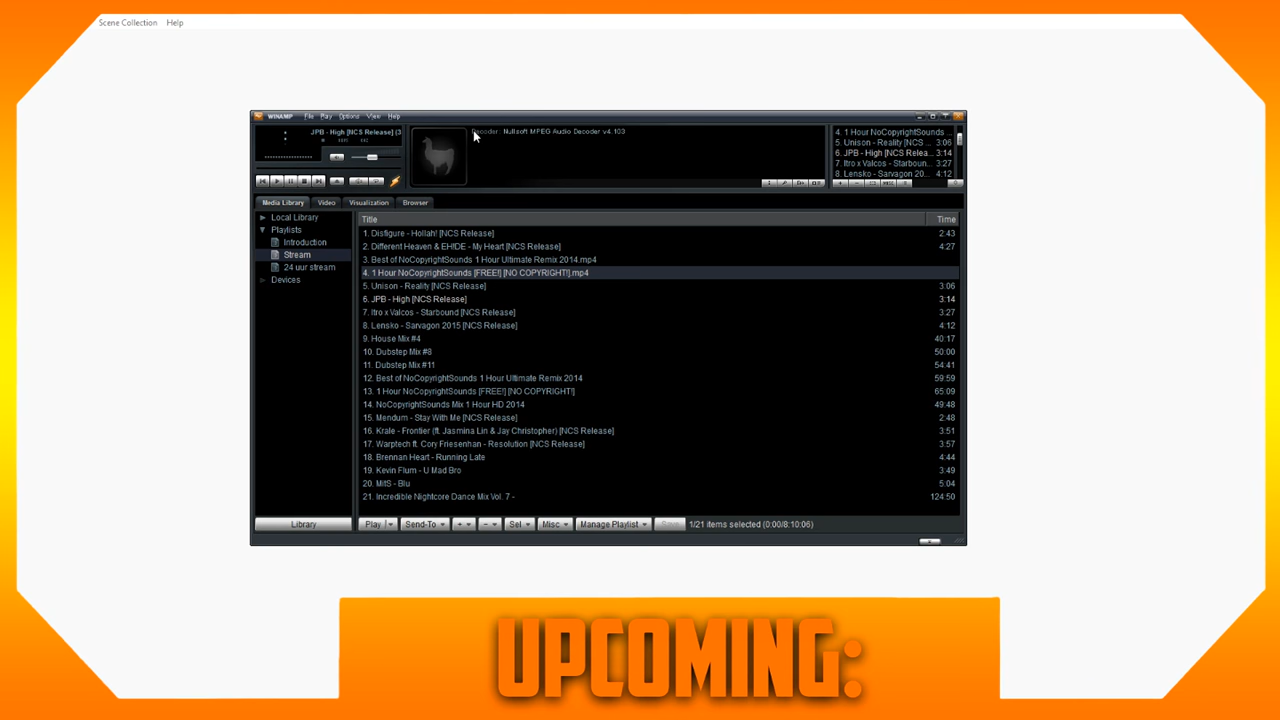 Scene Collection Help
WINAMP File Play Options View Help
JPB - High [NCS Release] (3
Decoder: Nullsoft MPEG Audio Decoder v4.103
4. 1 Hour NoCopyrightSounds ...
5. Unison - Reality [NCS ... 3:06
6. JPB - High [NCS Relea... 3:14
7. Itro x Valcos - Starboun... 3:27
8. Lensko - Sarvagon 20... 4:12
Media Library Video Visualization Browser
Local Library
Playlists
Introduction
Stream
24 uur stream
Devices
Title Time
1. Disfigure - Hollah! [NCS Release] 2:43
2. Different Heaven & EH!DE - My Heart [NCS Release] 4:27
3. Best of NoCopyrightSounds 1 Hour Ultimate Remix 2014.mp4
4. 1 Hour NoCopyrightSounds [FREE!] [NO COPYRIGHT!].mp4
5. Unison - Reality [NCS Release] 3:06
6. JPB - High [NCS Release] 3:14
7. Itro x Valcos - Starbound [NCS Release] 3:27
8. Lensko - Sarvagon 2015 [NCS Release] 4:12
9. House Mix #4 40:17
10. Dubstep Mix #8 50:00
11. Dubstep Mix #11 54:41
12. Best of NoCopyrightSounds 1 Hour Ultimate Remix 2014 59:59
13. 1 Hour NoCopyrightSounds [FREE!] [NO COPYRIGHT!] 65:09
14. NoCopyrightSounds Mix 1 Hour HD 2014 49:48
15. Mendum - Stay With Me [NCS Release] 2:48
16. Krale - Frontier (ft. Jasmina Lin & Jay Christopher) [NCS Release] 3:51
17. Warptech ft. Cory Friesenhan - Resolution [NCS Release] 3:57
18. Brennan Heart - Running Late 4:44
19. Kevin Flum - U Mad Bro 3:49
20. MitiS - Blu 5:04
21. Incredible Nightcore Dance Mix Vol. 7 - 124:50
Library Play Send-To + - Sel Misc Manage Playlist Save 1/21 items selected (0:00/8:10:06)
UPCOMING: